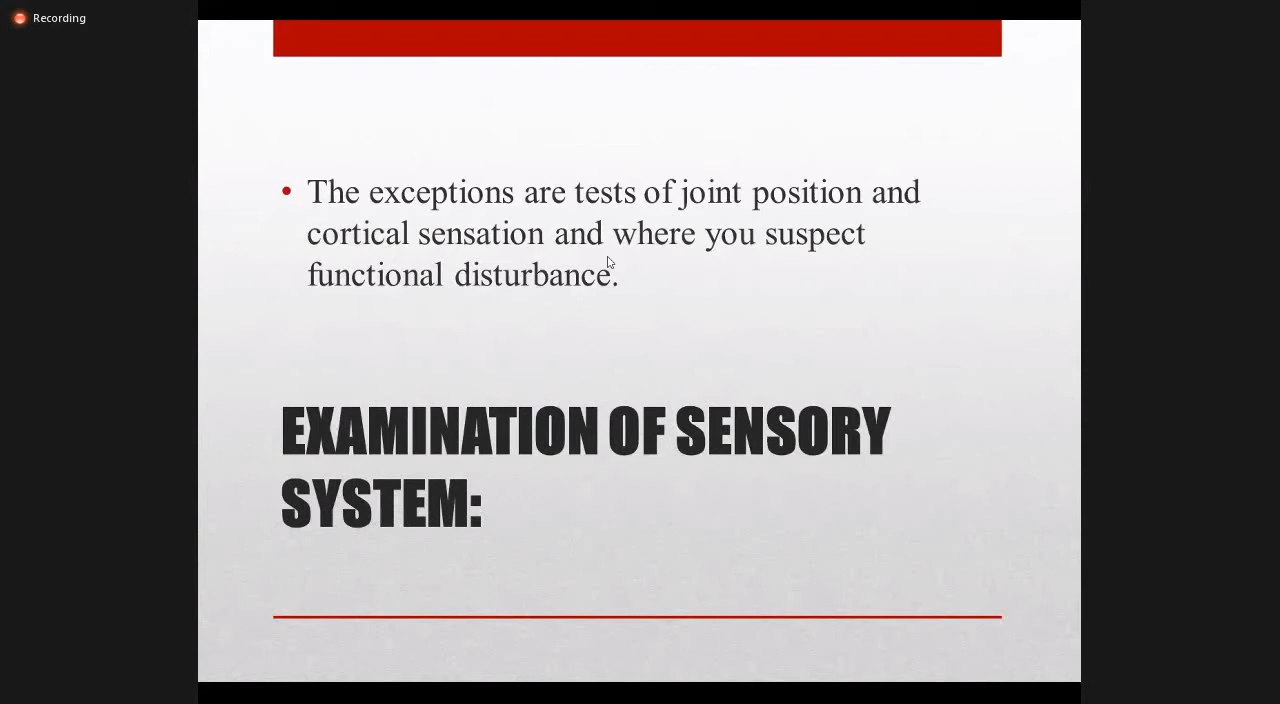 Recording
• The exceptions are tests of joint position and
cortical sensation and where you suspect
functional disturbance.
EXAMINATION OF SENSORY
SYSTEM: